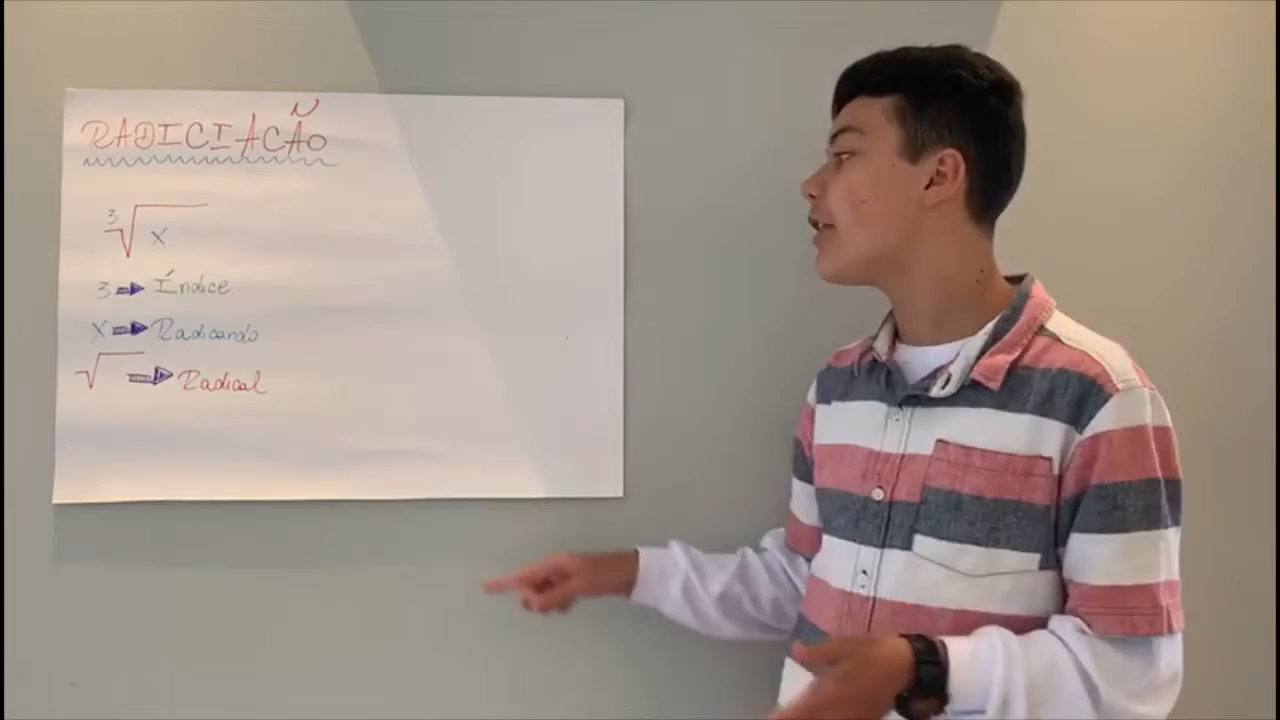 RADICIAÇÃO
3√x
3 → Índice
x → Radicando
√ → Radical